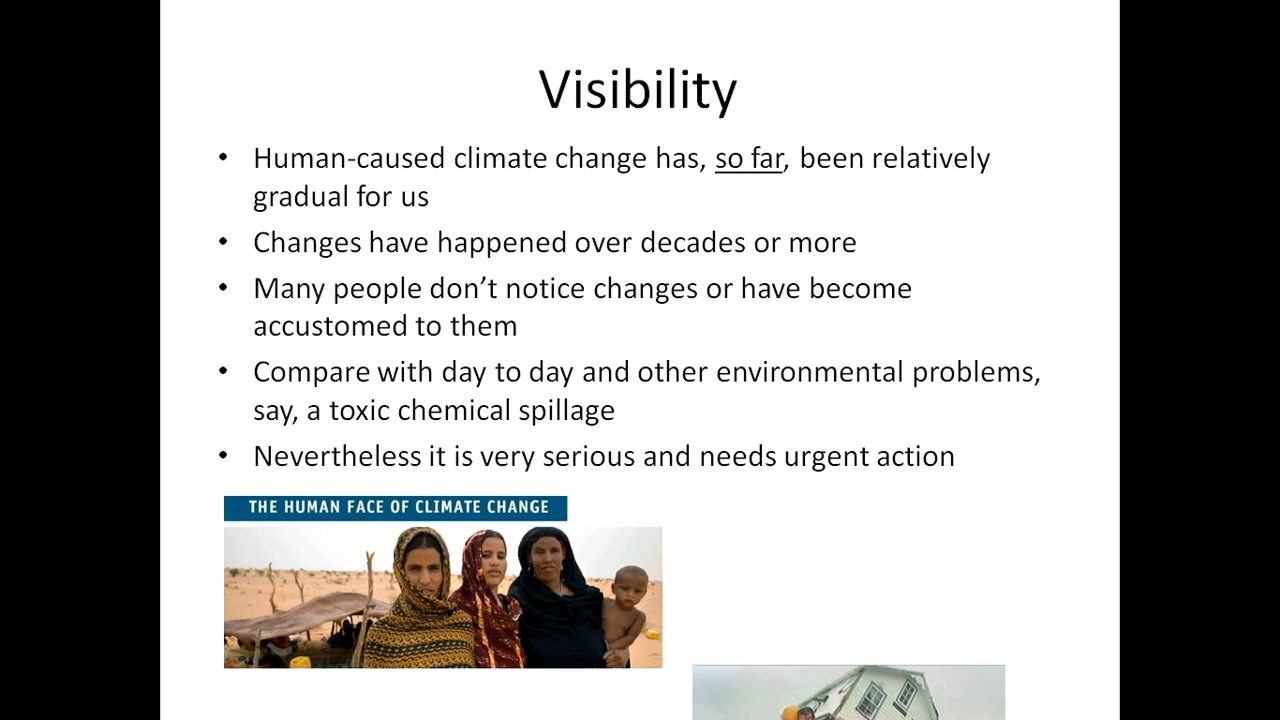 Visibility
• Human-caused climate change has, so far, been relatively
gradual for us
• Changes have happened over decades or more
• Many people don’t notice changes or have become
accustomed to them
• Compare with day to day and other environmental problems,
say, a toxic chemical spillage
• Nevertheless it is very serious and needs urgent action
THE HUMAN FACE OF CLIMATE CHANGE